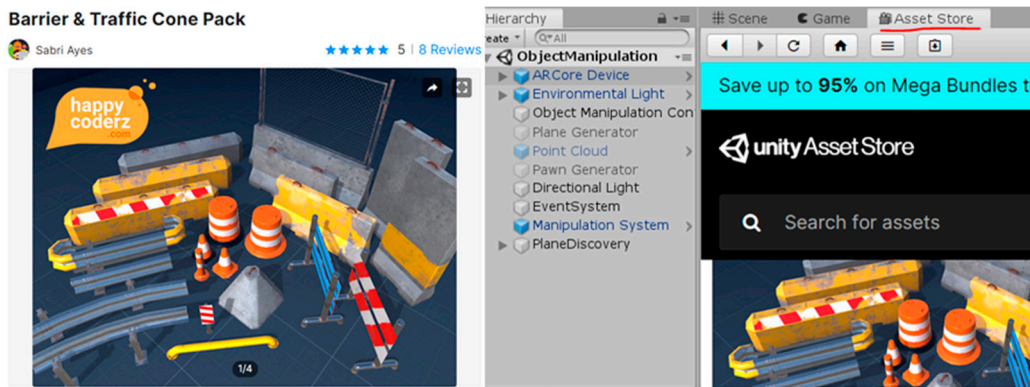 Barrier & Traffic Cone Pack
Sabri Ayes
5 | 8 Reviews
happy
coderz
.com
1/4
Hierarchy
eate
All
ObjectManipulation
ARCore Device
Environmental Light
Object Manipulation Con
Plane Generator
Point Cloud
Pawn Generator
Directional Light
EventSystem
Manipulation System
PlaneDiscovery
Scene
Game
Asset Store
Save up to 95% on Mega Bundles t
unity Asset Store
Search for assets